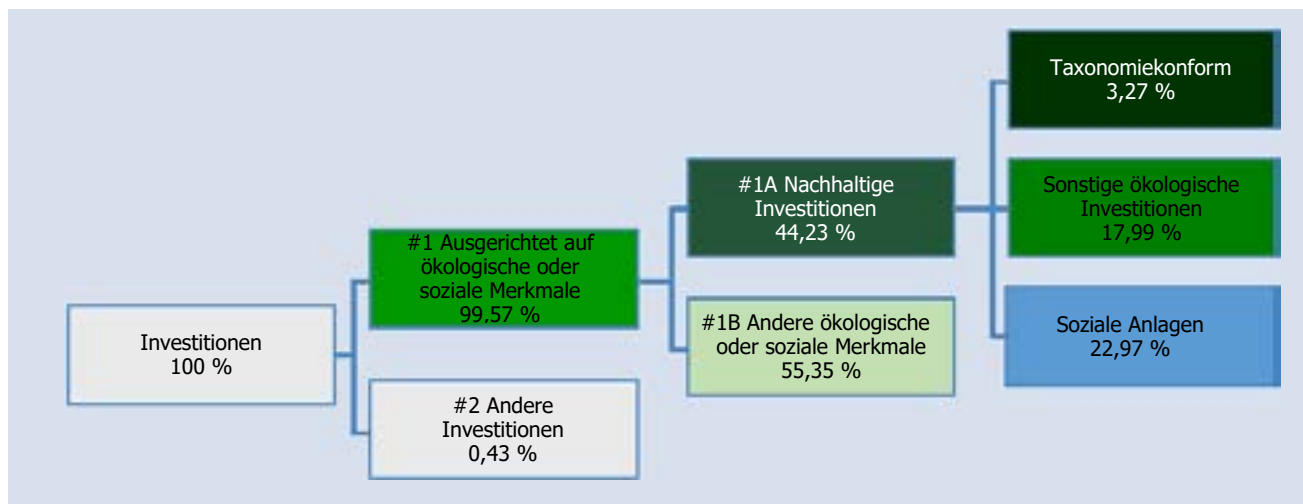 Investitionen
100 %
#1 Ausgerichtet auf
ökologische oder
soziale Merkmale
99,57 %
#2 Andere
Investitionen
0,43 %
#1A Nachhaltige
Investitionen
44,23 %
#1B Andere ökologische
oder soziale Merkmale
55,35 %
Taxonomiekonform
3,27 %
Sonstige ökologische
Investitionen
17,99 %
Soziale Anlagen
22,97 %